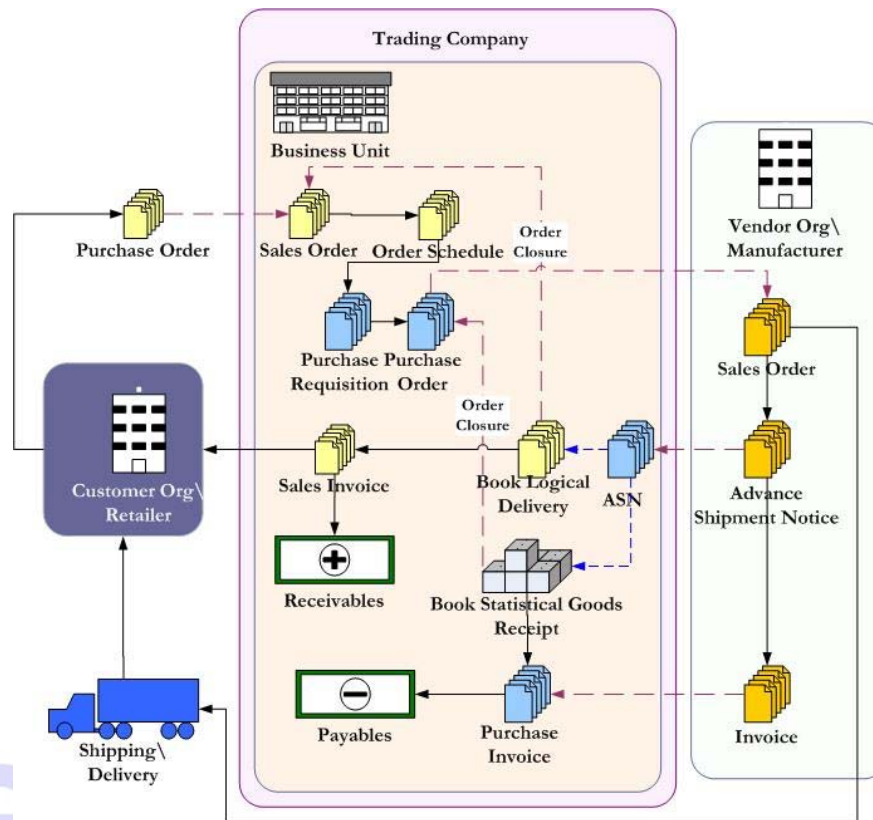 Trading Company
Business Unit
Vendor Org\
Manufacturer
Purchase Order
Sales Order
Order Schedule
Order
Closure
Purchase
Requisition
Purchase
Order
Sales Order
Order
Closure
Customer Org\
Retailer
Sales Invoice
Book Logical
Delivery
ASN
Advance
Shipment Notice
Receivables
Book Statistical Goods
Receipt
Shipping\
Delivery
Payables
Purchase
Invoice
Invoice